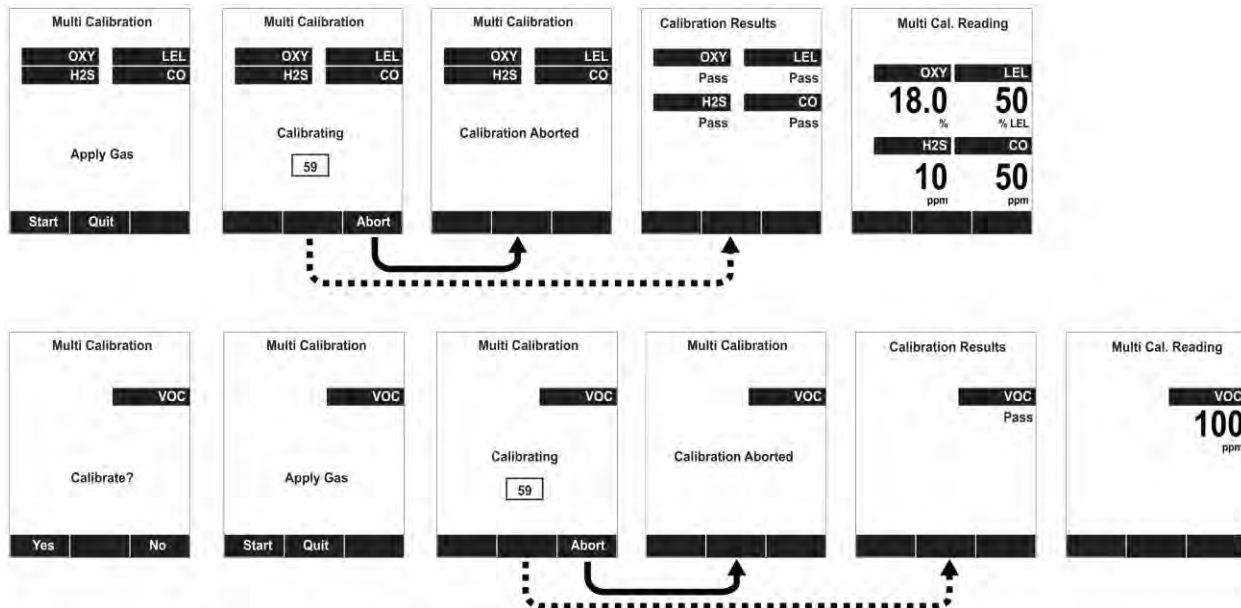 Multi Calibration
OXY LEL
H2S CO
Apply Gas
Start Quit
Multi Calibration
OXY LEL
H2S CO
Calibrating
59
Abort
Multi Calibration
OXY LEL
H2S CO
Calibration Aborted
Calibration Results
OXY LEL
Pass Pass
H2S CO
Pass Pass
Multi Cal. Reading
OXY LEL
18.0 50
% % LEL
H2S CO
10 50
ppm ppm
Multi Calibration
VOC
Calibrate?
Yes No
Multi Calibration
VOC
Apply Gas
Start Quit
Multi Calibration
VOC
Calibrating
59
Abort
Multi Calibration
VOC
Calibration Aborted
Calibration Results
VOC
Pass
Multi Cal. Reading
VOC
100
ppm